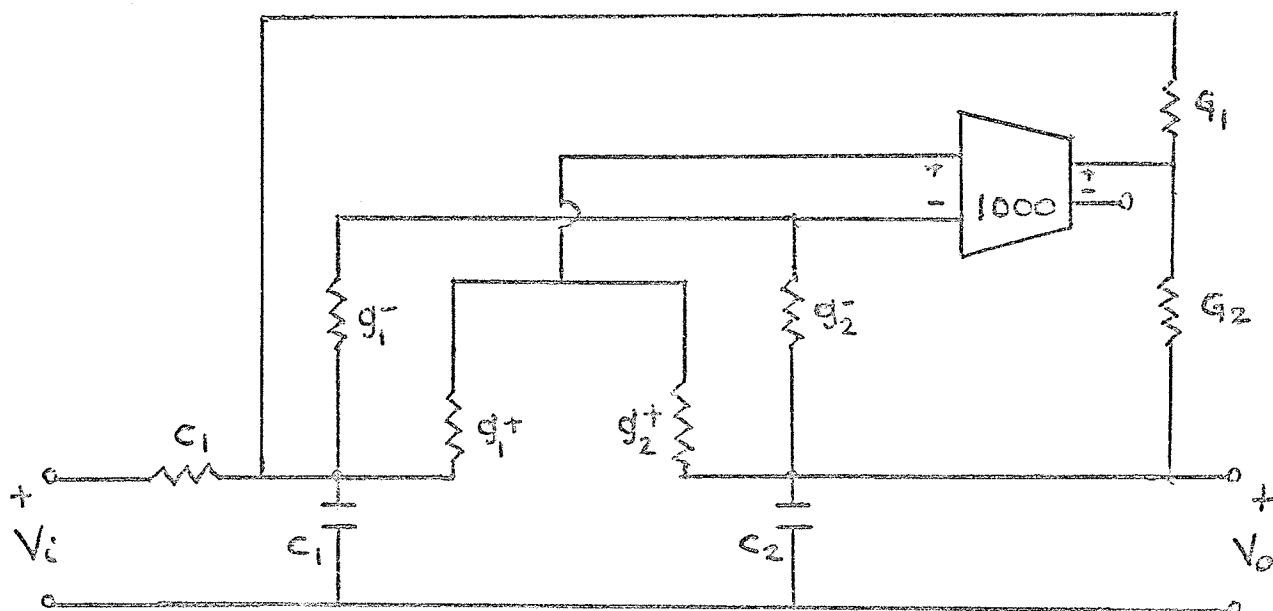 G₁
+
-
1000
+
-
g₁⁻
g₂⁻
G₂
g₁⁺
g₂⁺
c₁
+
Vᵢ
c₁
c₂
+
Vₒ